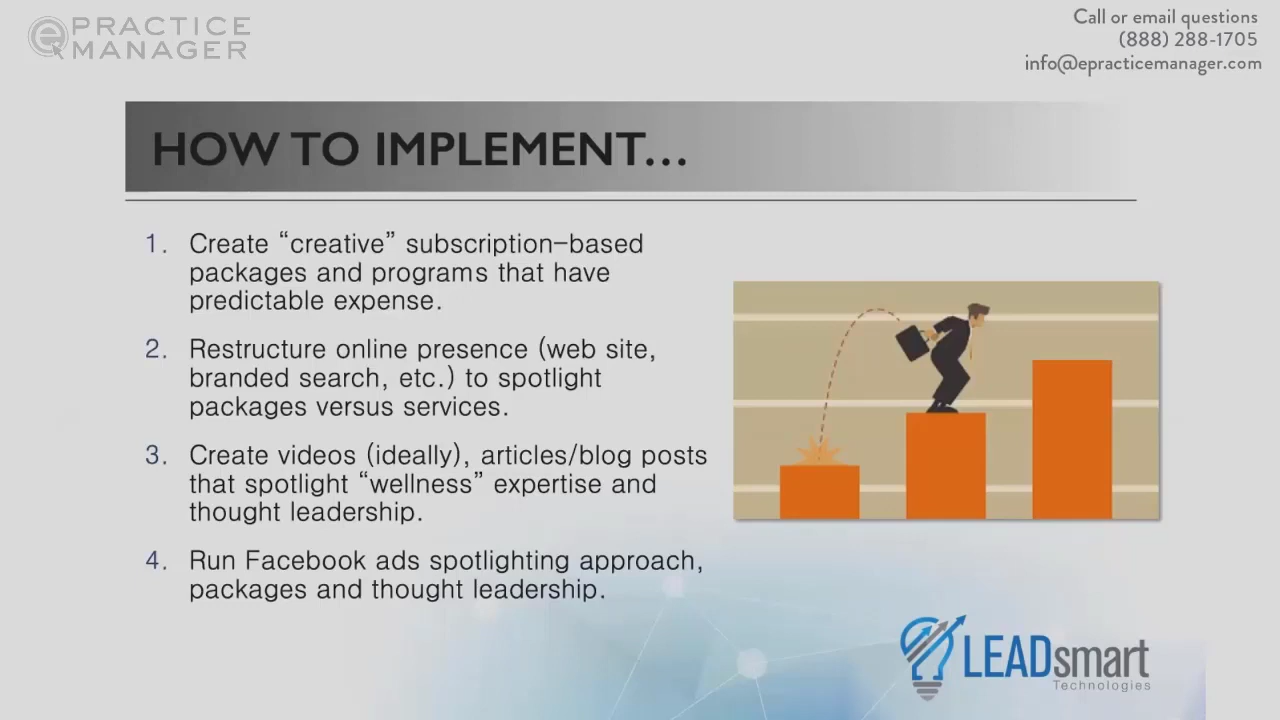 ePRACTICE
MANAGER
Call or email questions
(888) 288-1705
info@epracticemanager.com
HOW TO IMPLEMENT...
1. Create “creative” subscription-based
packages and programs that have
predictable expense.
2. Restructure online presence (web site,
branded search, etc.) to spotlight
packages versus services.
3. Create videos (ideally), articles/blog posts
that spotlight “wellness” expertise and
thought leadership.
4. Run Facebook ads spotlighting approach,
packages and thought leadership.
LEADsmart
Technologies